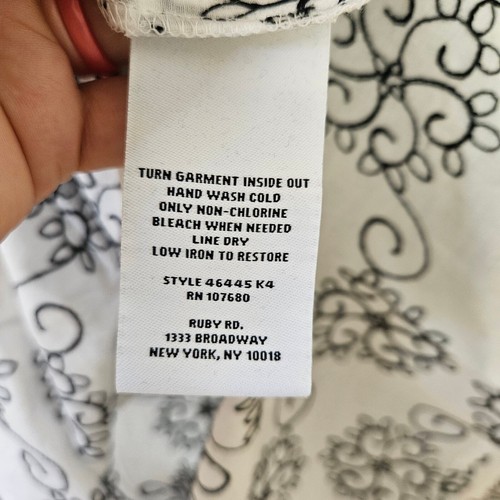 TURN GARMENT INSIDE OUT
HAND WASH COLD
ONLY NON-CHLORINE
BLEACH WHEN NEEDED
LINE DRY
LOW IRON TO RESTORE
STYLE 46445 K4
RN 107680
RUBY RD.
1333 BROADWAY
NEW YORK, NY 10018